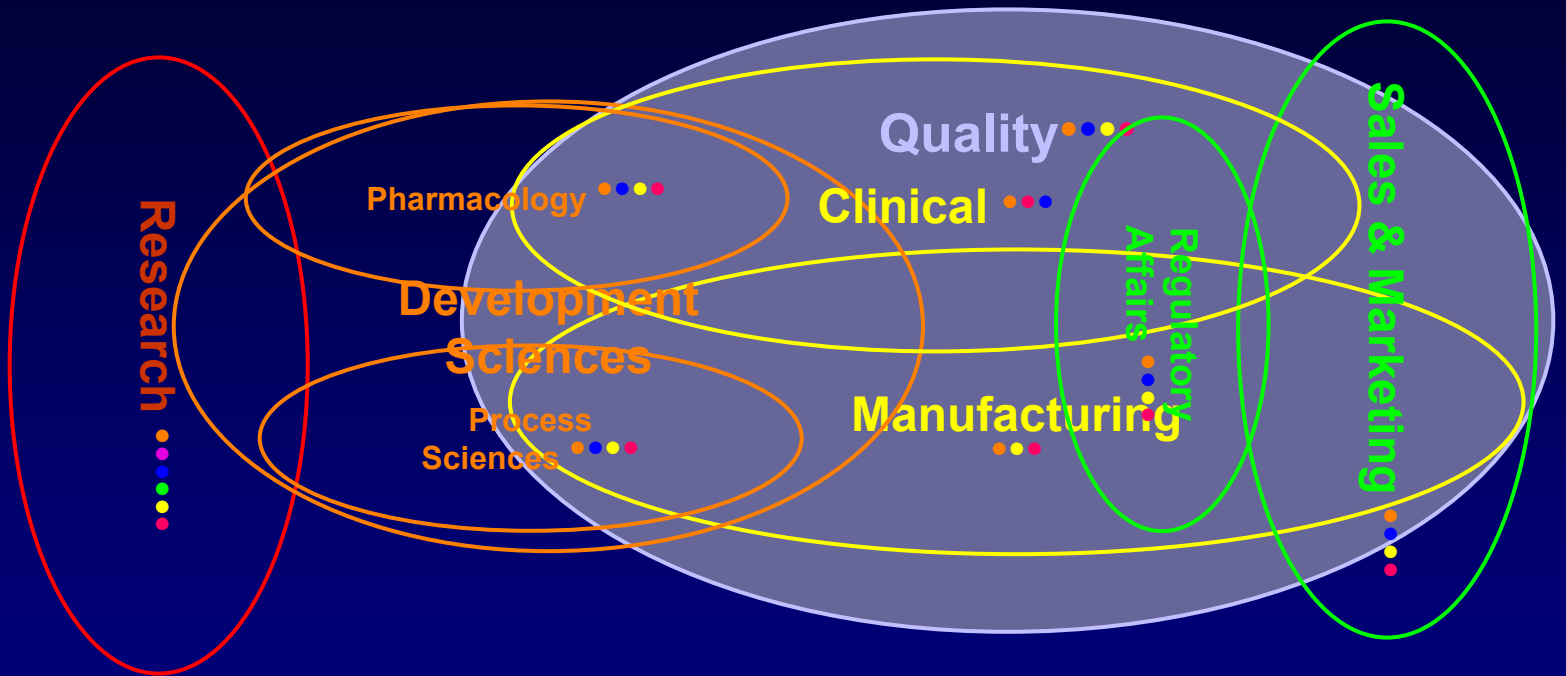 Research
Pharmacology
Development
Sciences
Process
Sciences
Quality
Clinical
Manufacturing
Regulatory
Affairs
Sales & Marketing